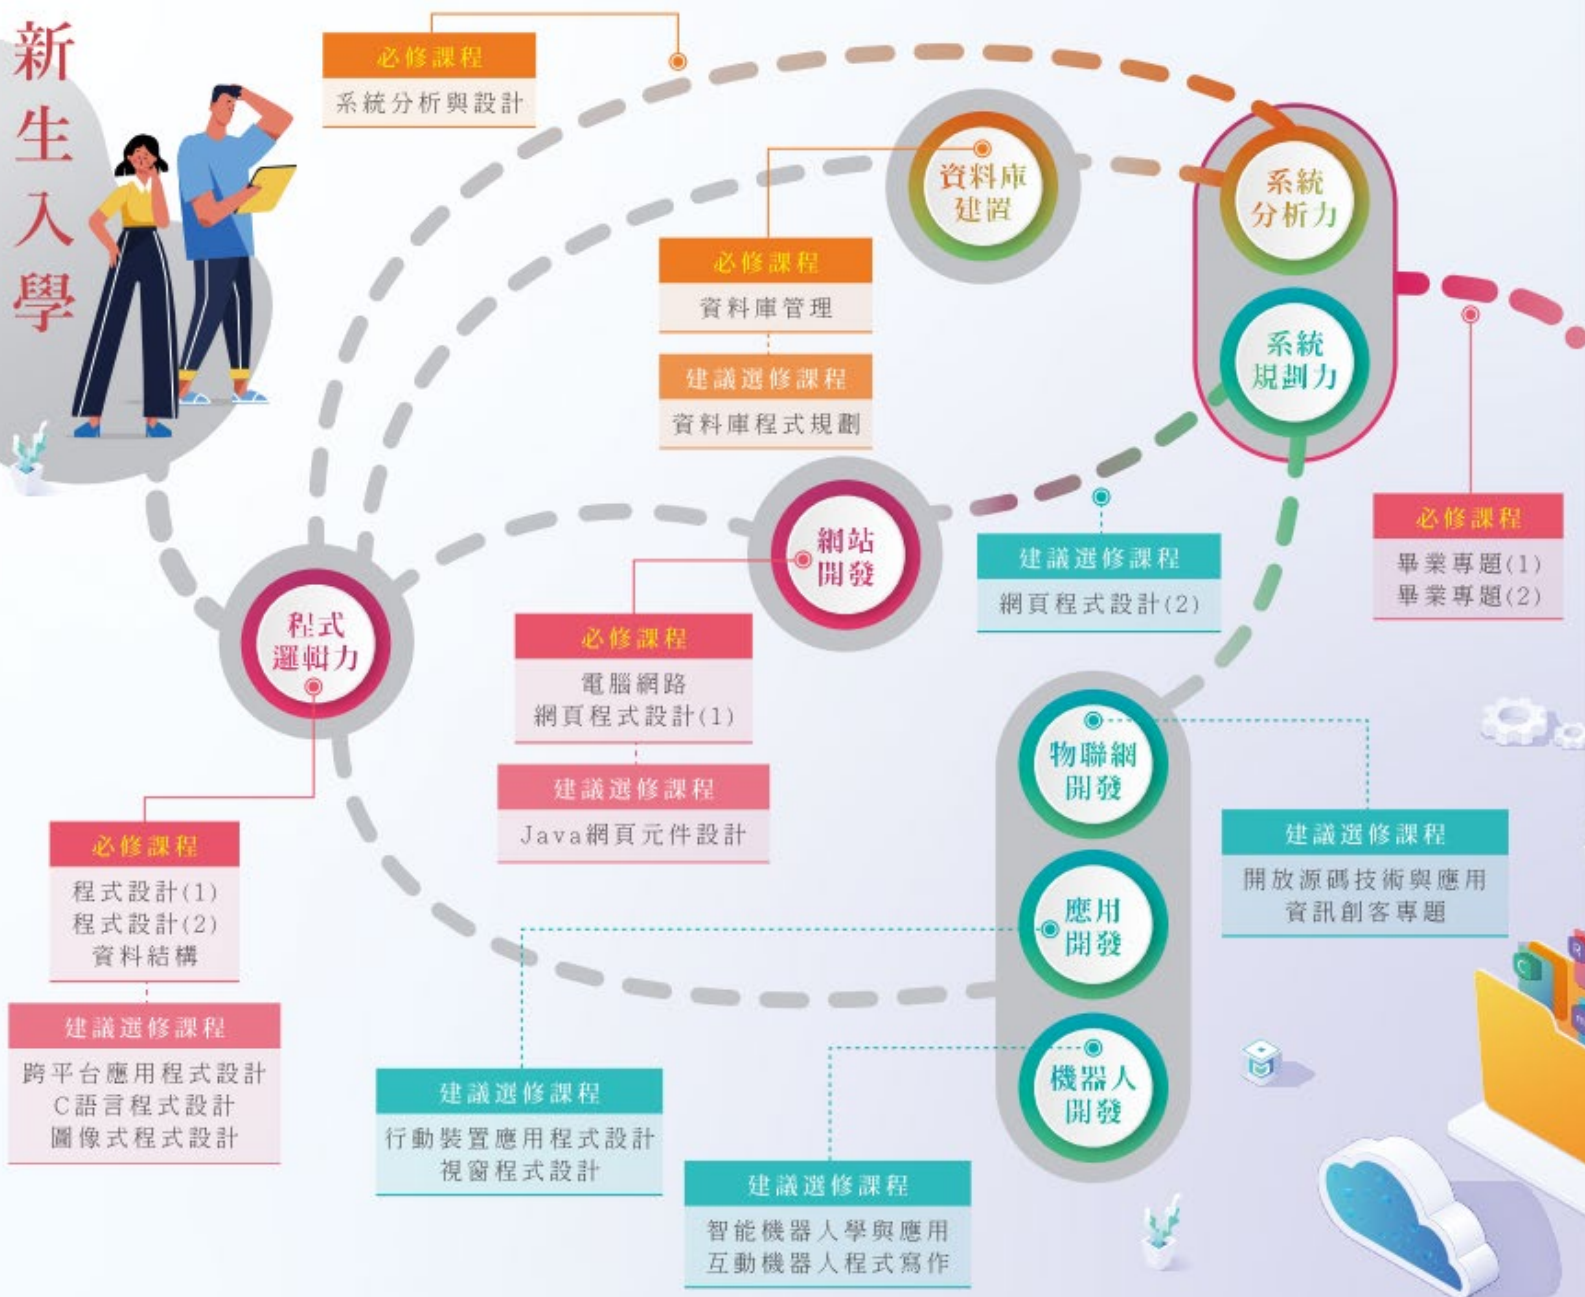 新生入學
必修課程
系統分析與設計
資料庫
建置
系統
分析力
必修課程
資料庫管理
建議選修課程
資料庫程式規劃
系統
規劃力
網站
開發
建議選修課程
網頁程式設計(2)
必修課程
畢業專題(1)
畢業專題(2)
程式
邏輯力
必修課程
電腦網路
網頁程式設計(1)
建議選修課程
Java網頁元件設計
物聯網
開發
建議選修課程
開放源碼技術與應用
資訊創客專題
必修課程
程式設計(1)
程式設計(2)
資料結構
建議選修課程
跨平台應用程式設計
C語言程式設計
圖像式程式設計
應用
開發
建議選修課程
行動裝置應用程式設計
視窗程式設計
機器人
開發
建議選修課程
智能機器人學與應用
互動機器人程式寫作